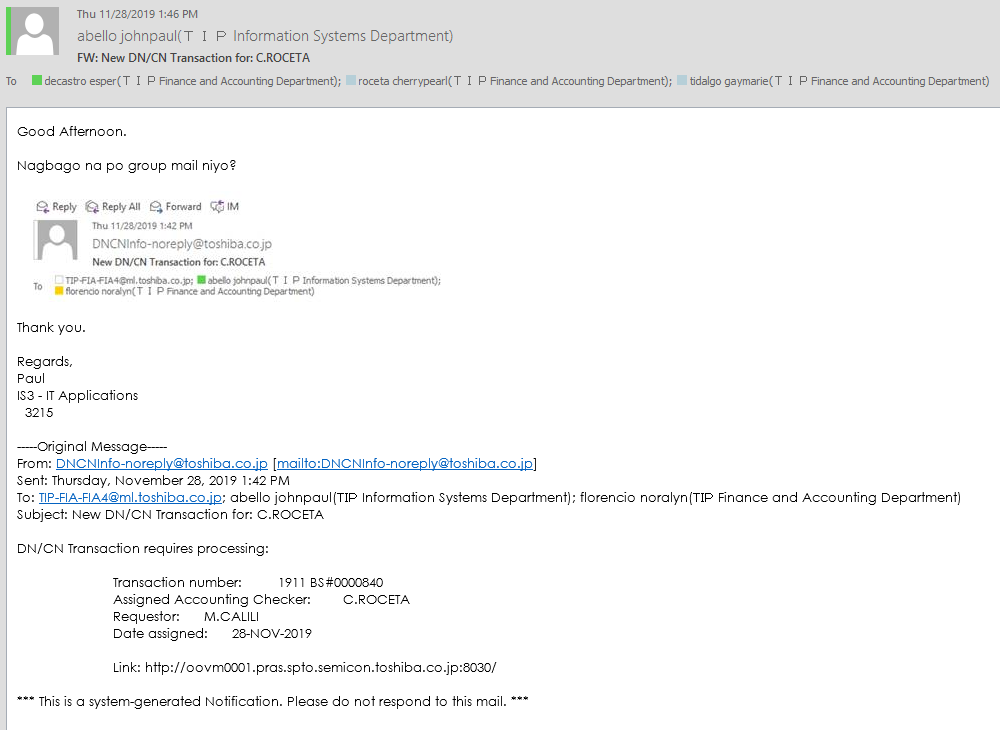 Thu 11/28/2019 1:46 PM
abello johnpaul(ＴＩＰ Information Systems Department)
FW: New DN/CN Transaction for: C.ROCETA
To decastro esper(ＴＩＰ Finance and Accounting Department); roceta cherrypearl(ＴＩＰ Finance and Accounting Department); tidalgo gaymarie(ＴＩＰ Finance and Accounting Department)
Good Afternoon.
Nagbago na po group mail niyo?
Reply Reply All Forward IM
Thu 11/28/2019 1:42 PM
DNCNInfo-noreply@toshiba.co.jp
New DN/CN Transaction for: C.ROCETA
To TIP-FIA-FIA4@ml.toshiba.co.jp; abello johnpaul(ＴＩＰ Information Systems Department);
florencio noralyn(ＴＩＰ Finance and Accounting Department)
Thank you.
Regards,
Paul
IS3 - IT Applications
3215
-----Original Message-----
From: DNCNInfo-noreply@toshiba.co.jp [mailto:DNCNInfo-noreply@toshiba.co.jp]
Sent: Thursday, November 28, 2019 1:42 PM
To: TIP-FIA-FIA4@ml.toshiba.co.jp; abello johnpaul(TIP Information Systems Department); florencio noralyn(TIP Finance and Accounting Department)
Subject: New DN/CN Transaction for: C.ROCETA
DN/CN Transaction requires processing:
Transaction number: 1911 BS#0000840
Assigned Accounting Checker: C.ROCETA
Requestor: M.CALILI
Date assigned: 28-NOV-2019
Link: http://oovm0001.pras.spto.semicon.toshiba.co.jp:8030/
*** This is a system-generated Notification. Please do not respond to this mail. ***